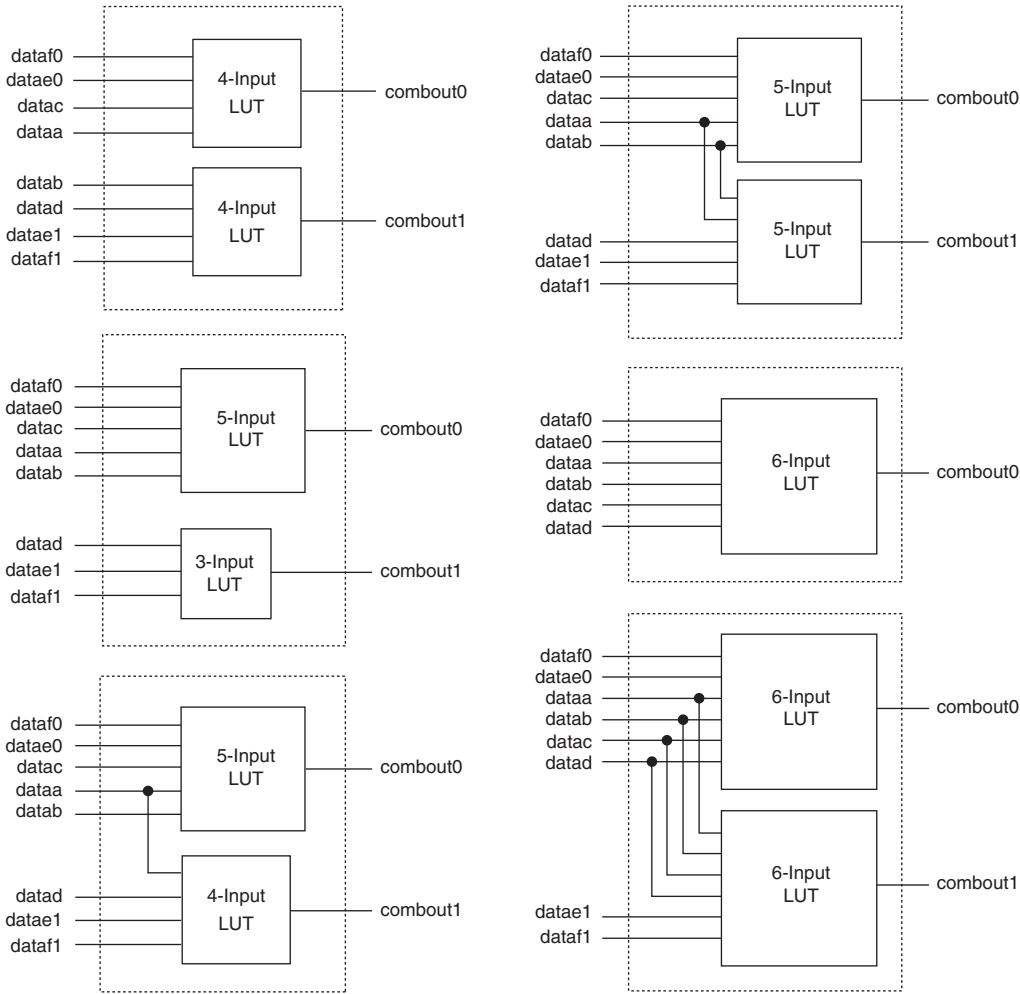 dataf0
datae0
datac
dataa
4-Input
LUT
combout0
datab
datad
datae1
dataf1
4-Input
LUT
combout1
dataf0
datae0
datac
dataa
datab
5-Input
LUT
combout0
datad
datae1
dataf1
3-Input
LUT
combout1
dataf0
datae0
datac
dataa
datab
5-Input
LUT
combout0
datad
datae1
dataf1
4-Input
LUT
combout1
dataf0
datae0
datac
dataa
datab
5-Input
LUT
combout0
datad
datae1
dataf1
5-Input
LUT
combout1
dataf0
datae0
dataa
datab
datac
datad
6-Input
LUT
combout0
dataf0
datae0
dataa
datab
datac
datad
6-Input
LUT
combout0
datae1
dataf1
6-Input
LUT
combout1